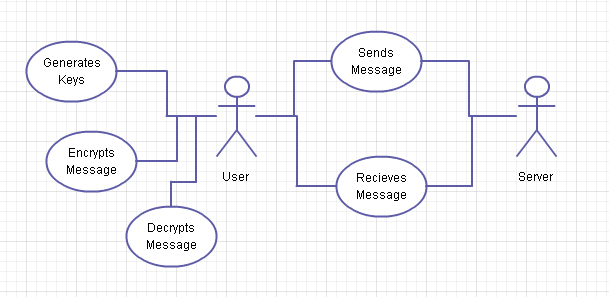 Generates
Keys
Sends
Message
Encrypts
Message
User
Recieves
Message
Server
Decrypts
Message